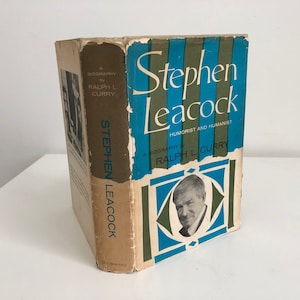 Stephen
Leacock
HUMORIST AND HUMANIST
A BIOGRAPHY BY
RALPH L. CURRY
A
BIOGRAPHY
BY
RALPH L.
CURRY
STEPHEN LEACOCK